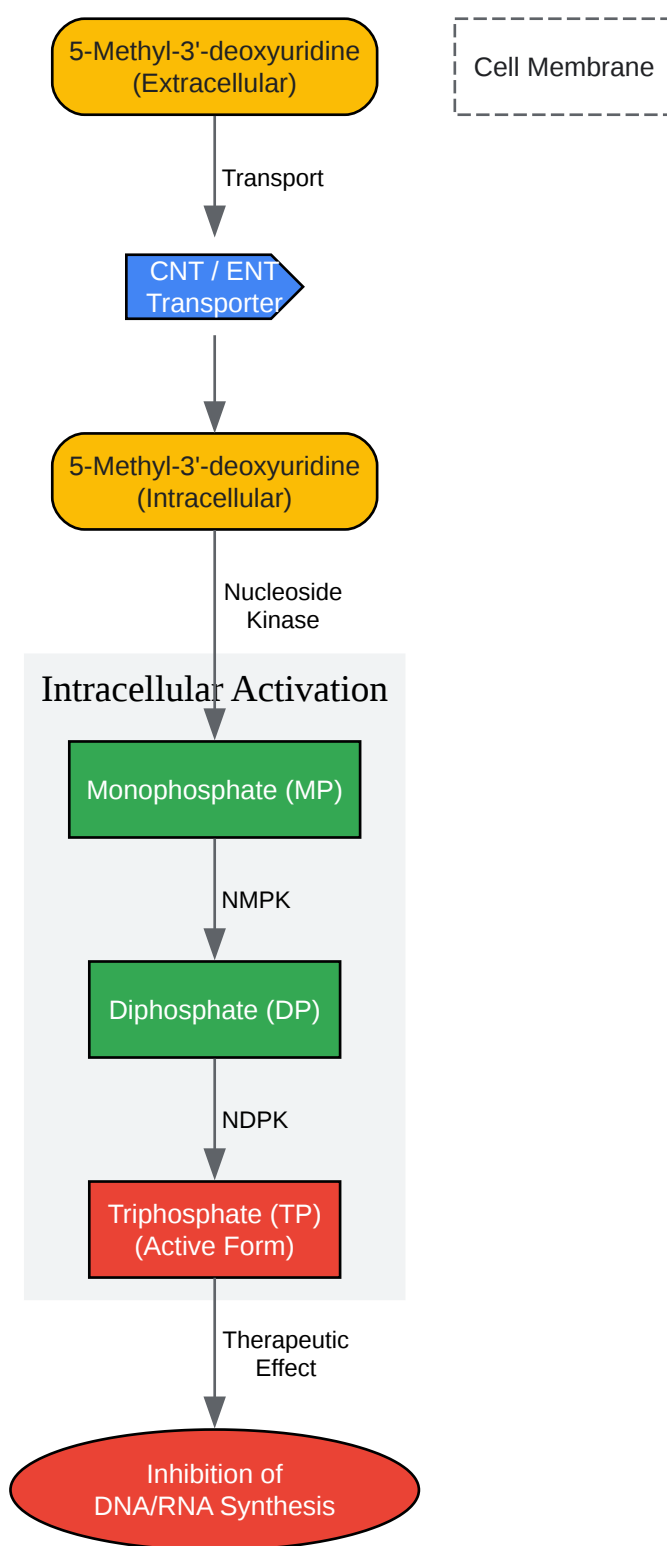 5-Methyl-3'-deoxyuridine
(Extracellular)
Cell Membrane
Transport
CNT / ENT
Transporter
5-Methyl-3'-deoxyuridine
(Intracellular)
Nucleoside
Kinase
Intracellular Activation
Monophosphate (MP)
NMPK
Diphosphate (DP)
NDPK
Triphosphate (TP)
(Active Form)
Therapeutic
Effect
Inhibition of
DNA/RNA Synthesis